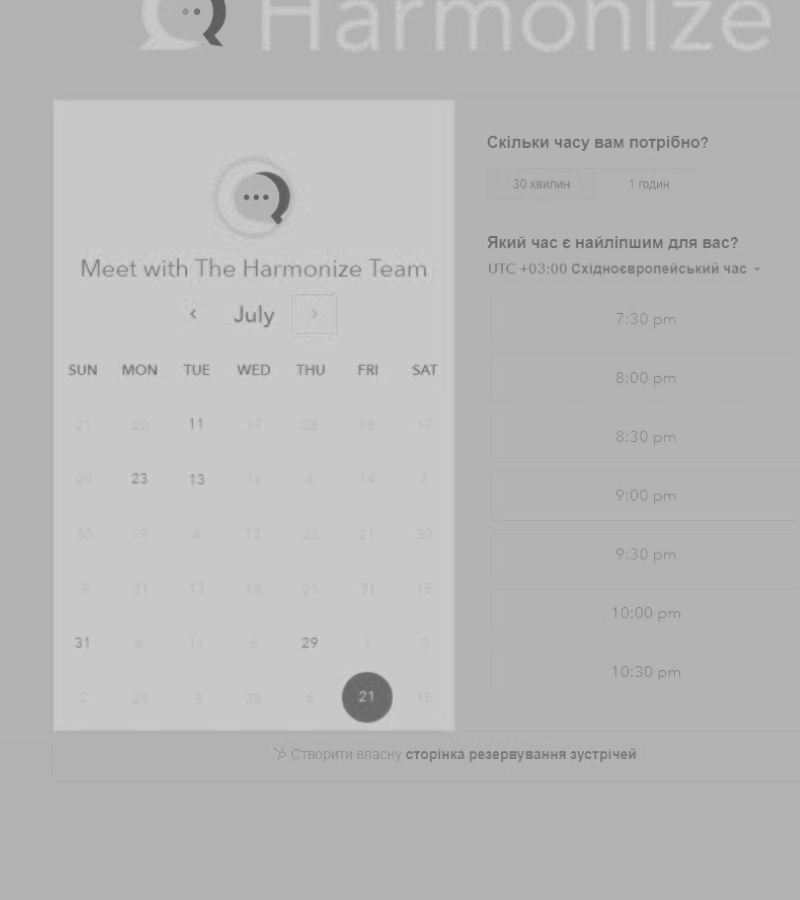 Harmonize
Meet with The Harmonize Team
July
SUN MON TUE WED THU FRI SAT
21 20 11 17 28 18 17
29 23 13 16 4 14 7
30 19 6 12 22 21 30
31 13 18 21 31 15
31 6 11 6 29 1 3
2 29 3 28 6 21 15
Скільки часу вам потрібно?
30 хвилин 1 годин
Який час є найліпшим для вас?
UTC +03:00 Східноєвропейський час
7:30 pm
8:00 pm
8:30 pm
9:00 pm
9:30 pm
10:00 pm
10:30 pm
Створити власну сторінка резервування зустрічей